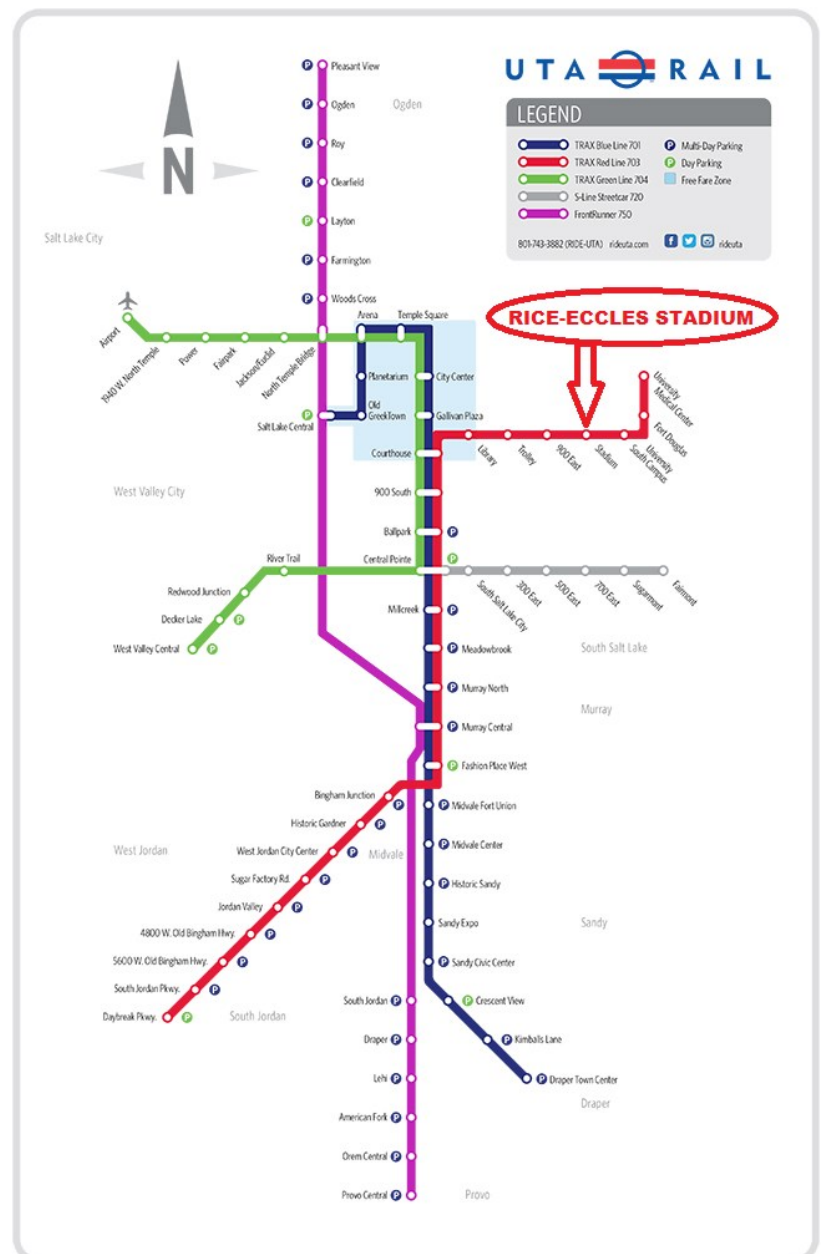 UTA RAIL
LEGEND
TRAX Blue Line 701
TRAX Red Line 703
TRAX Green Line 704
S-Line Streetcar 720
FrontRunner 750
P Multi-Day Parking
P Day Parking
Free Fare Zone
801-743-3882 (RIDE-UTA) rideuta.com
rideuta
N
P Pleasant View
P Ogden
Ogden
P Roy
P Clearfield
P Layton
Salt Lake City
P Farmington
P Woods Cross
Arena
Temple Square
RICE-ECCLES STADIUM
Airport
1940 W. North Temple
Power
Fairpark
Jackson/Euclid
North Temple Bridge
Planetarium
City Center
Old
GreekTown
Gallivan Plaza
P
Salt Lake Central
Courthouse
Library
Trolley
900 East
Stadium
University
South Campus
Fort Douglas
University
Medical Center
West Valley City
900 South
Ballpark P
Central Pointe P
River Trail
South Salt Lake City
300 East
500 East
700 East
Sugarmont
Fairmont
Redwood Junction
Decker Lake P
West Valley Central P
Millcreek P
P Meadowbrook
South Salt Lake
P Murray North
Murray
P Murray Central
P Fashion Place West
Bingham Junction P
P Midvale Fort Union
Historic Gardner P
West Jordan
West Jordan City Center P
Midvale
P Midvale Center
Sugar Factory Rd. P
P Historic Sandy
Jordan Valley P
Sandy Expo
Sandy
4800 W. Old Bingham Hwy. P
5600 W. Old Bingham Hwy. P
P Sandy Civic Center
South Jordan Pkwy. P
Daybreak Pkwy. P
South Jordan
South Jordan P
P Crescent View
Draper P
P Kimballs Lane
Lehi P
P Draper Town Center
Draper
American Fork P
Orem Central P
Provo Central P
Provo